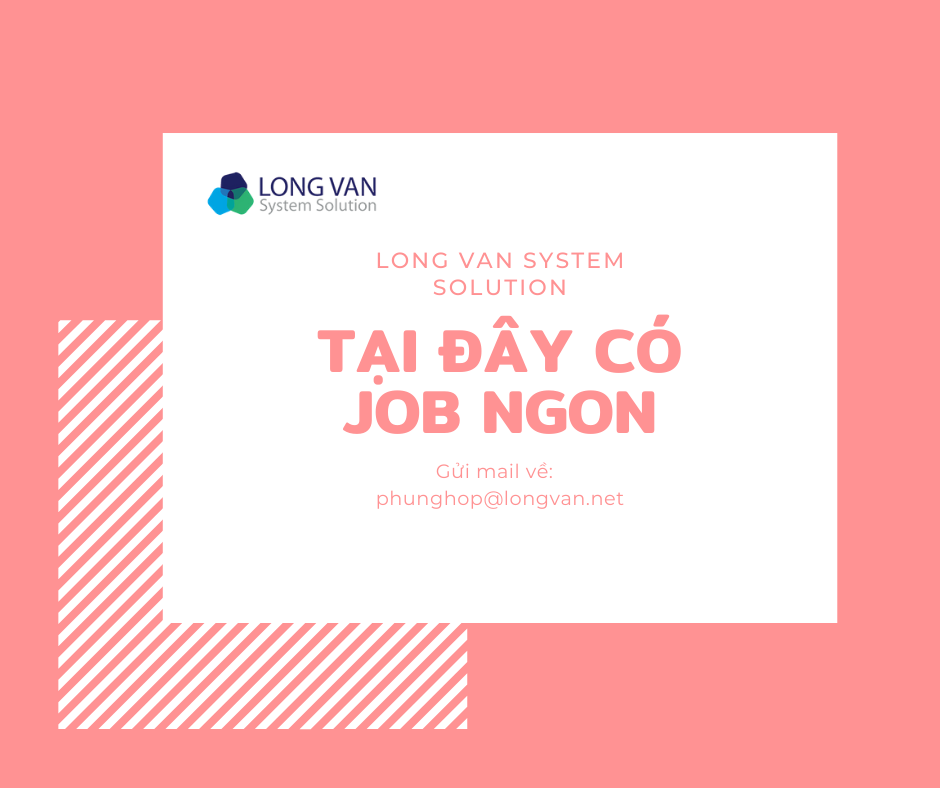 LONG VAN
System Solution
LONG VAN SYSTEM
SOLUTION
TẠI ĐÂY CÓ
JOB NGON
Gửi mail về:
phunghop@longvan.net